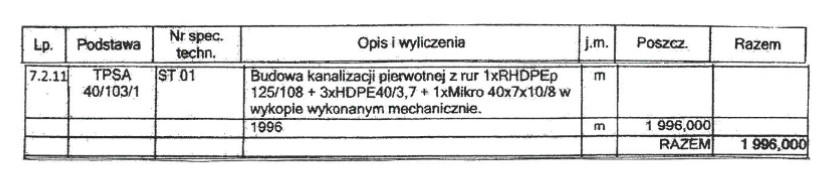 Lp. Podstawa Nr spec. techn. Opis i wyliczenia j.m. Poszcz. Razem
7.2.11 TPSA 40/103/1 ST 01 Budowa kanalizacji pierwotnej z rur 1xRHDPEp m
125/108 + 3xHDPE40/3,7 + 1xMikro 40x7x10/8 w
wykopie wykonanym mechanicznie.
1996 m 1 996,000
RAZEM 1 996,000